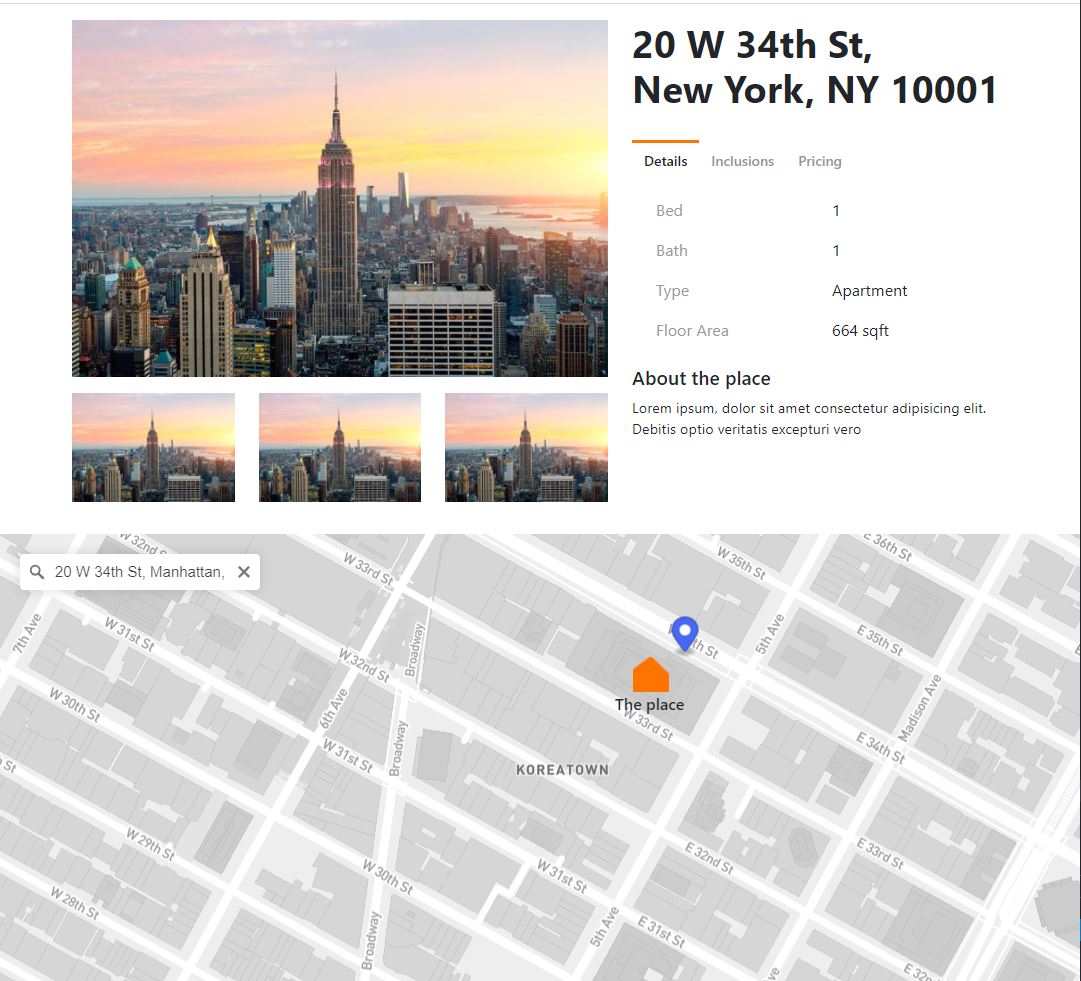 20 W 34th St,
New York, NY 10001
Details Inclusions Pricing
Bed 1
Bath 1
Type Apartment
Floor Area 664 sqft
About the place
Lorem ipsum, dolor sit amet consectetur adipisicing elit.
Debitis optio veritatis excepturi vero
20 W 34th St, Manhattan,
W 32nd S
W 33rd St
W 35th St
E 36th St
7th Ave
W 31st St
Broadway
W 32nd St
5th Ave
E 35th St
th St
The place
W 33rd St
W 30th St
6th Ave
Madison Ave
W 31st St
Broadway
E 34th St
KOREATOWN
St
W 29th St
E 32nd St
E 33rd St
W 30th St
W 31st St
W 28th St
Broadway
5th Ave
E 31st St
E 32nd
ve